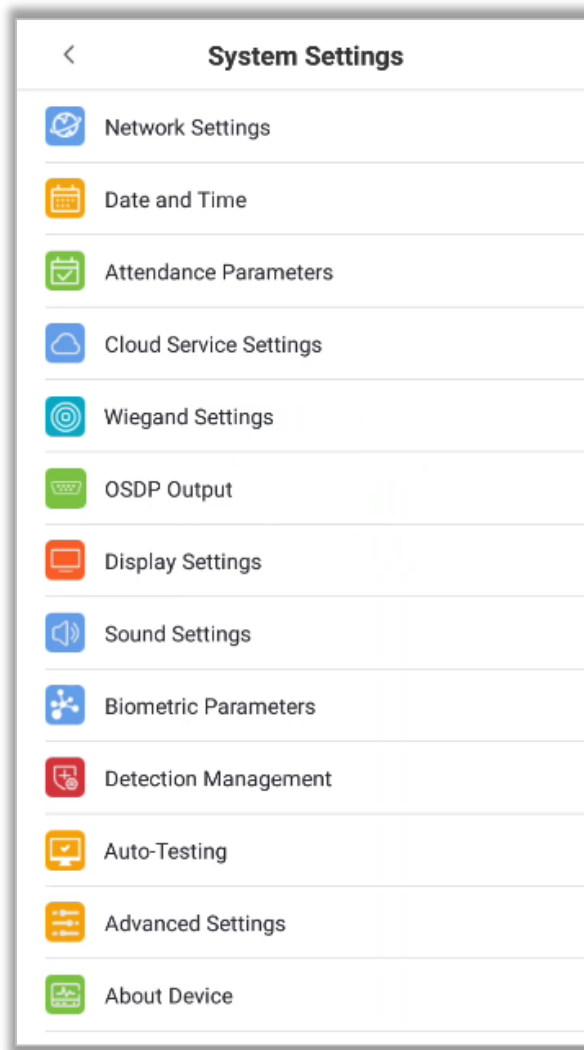 System Settings
Network Settings
Date and Time
Attendance Parameters
Cloud Service Settings
Wiegand Settings
OSDP Output
Display Settings
Sound Settings
Biometric Parameters
Detection Management
Auto-Testing
Advanced Settings
About Device